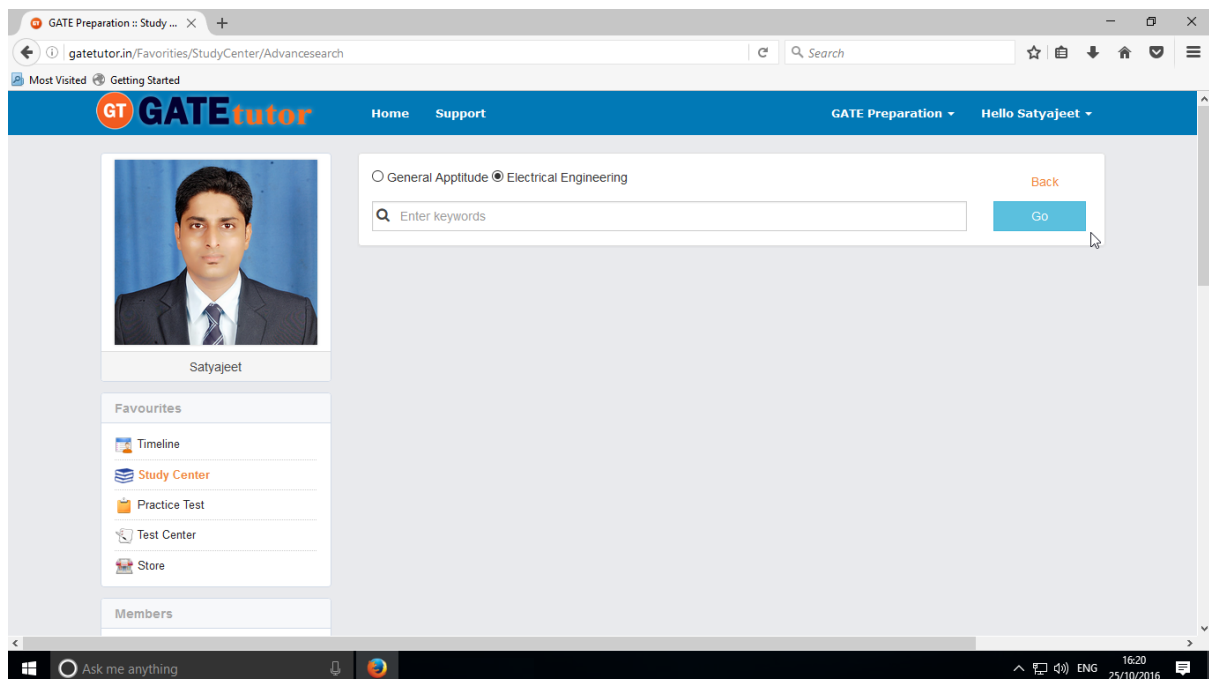 GATE Preparation :: Study ...
gatetutor.in/Favorities/StudyCenter/Advancesearch
Search
Most Visited Getting Started
GT GATEtutor Home Support GATE Preparation Hello Satyajeet
General Apptitude Electrical Engineering
Back
Enter keywords
Go
Satyajeet
Favourites
Timeline
Study Center
Practice Test
Test Center
Store
Members
Ask me anything
ENG
16:20
25/10/2016